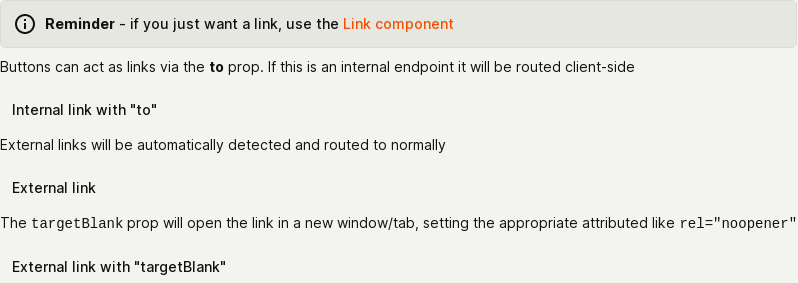 Reminder - if you just want a link, use the Link component
Buttons can act as links via the to prop. If this is an internal endpoint it will be routed client-side
Internal link with "to"
External links will be automatically detected and routed to normally
External link
The targetBlank prop will open the link in a new window/tab, setting the appropriate attributed like rel="noopener"
External link with "targetBlank"